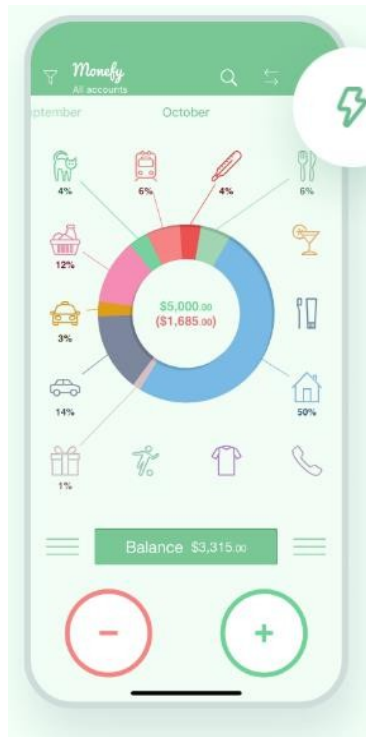 Monefy
All accounts
ptember
October
4%
6%
4%
6%
12%
$5,000.00
($1,685.00)
3%
14%
50%
1%
Balance $3,315.00